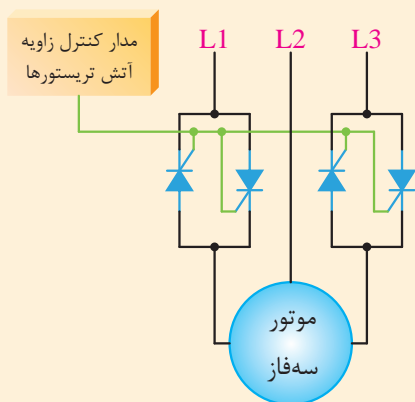 مدار کنترل زاویه
آتش تریستورها
L1 L2 L3
موتور
سه‌فاز